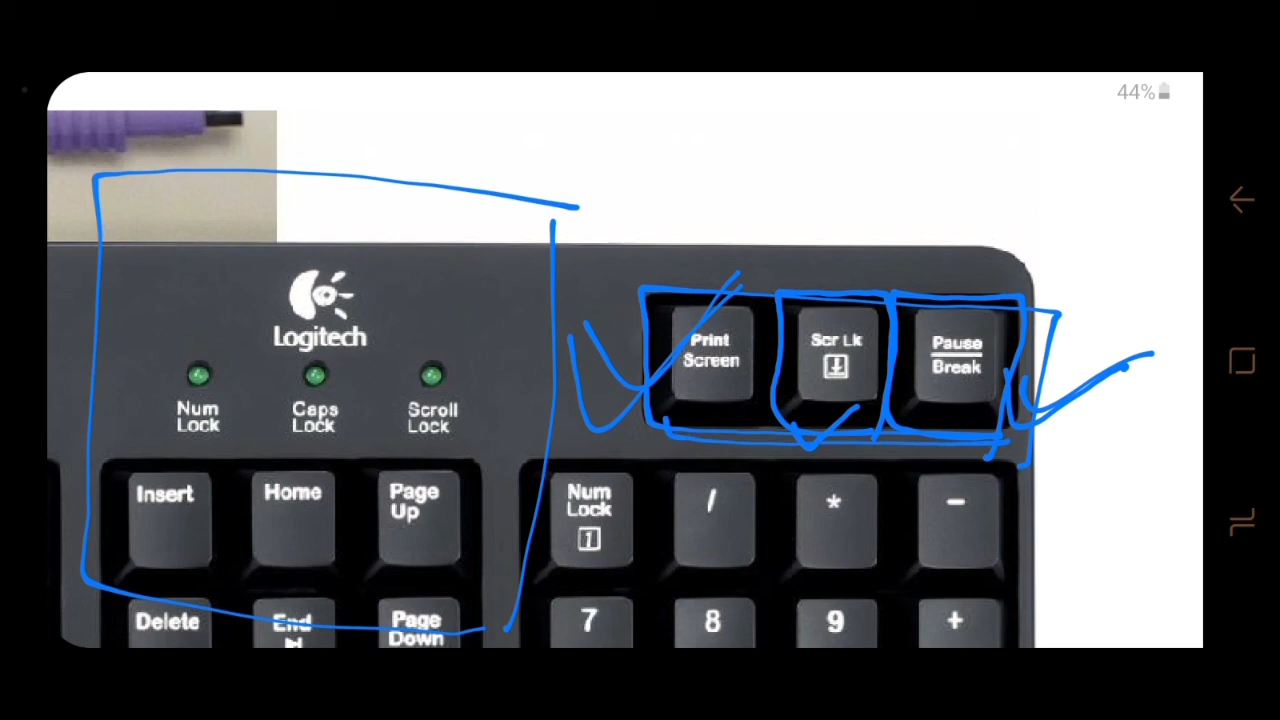 44%
Logitech
Print
Screen
Scr Lk
Pause
Break
Num
Lock
Caps
Lock
Scroll
Lock
Insert
Home
Page
Up
Num
Lock
1
/
*
-
Delete
End
Page
Down
7
8
9
+